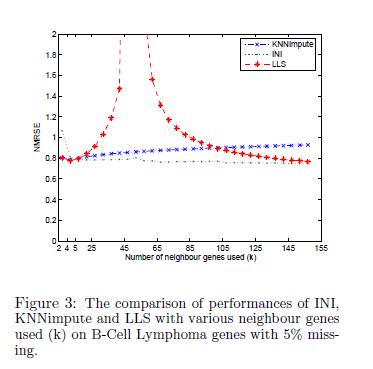 2
1.8
1.6
1.4
1.2
1
0.8
0.6
0.4
0.2
0
NMRSE
KNNImpute
INI
LLS
2 4 5 25 45 65 85 105 125 155
Number of neighbour genes used (k)
Figure 3: The comparison of performances of INI,
KNNimpute and LLS with various neighbour genes
used (k) on B-Cell Lymphoma genes with 5% miss-
ing.